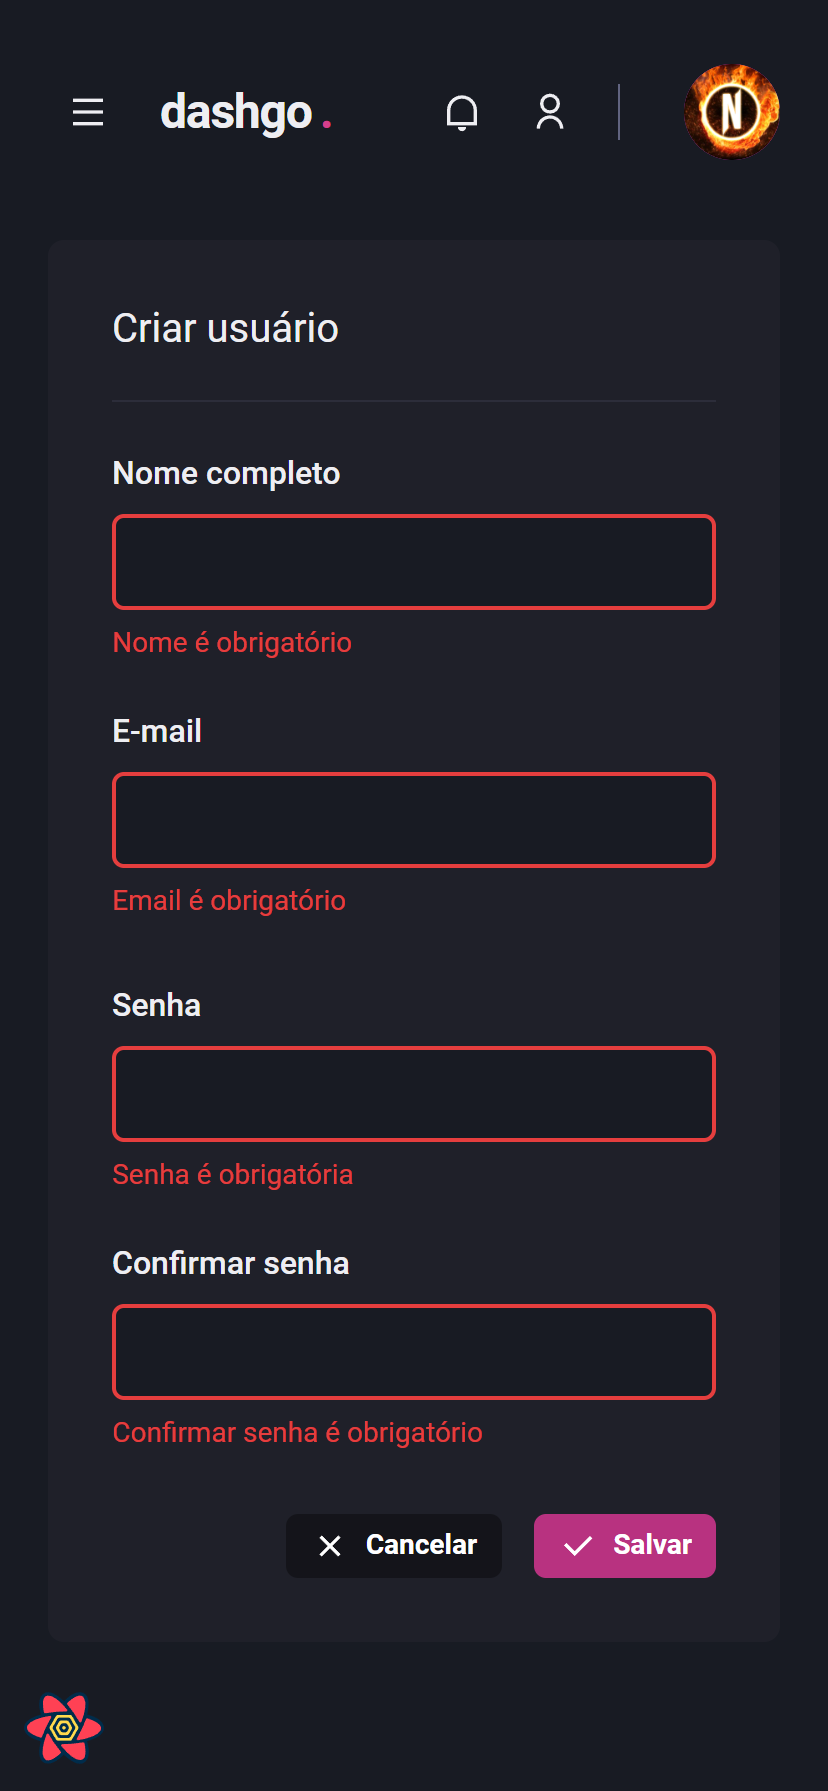 dashgo.
N
Criar usuário
Nome completo
Nome é obrigatório
E-mail
Email é obrigatório
Senha
Senha é obrigatória
Confirmar senha
Confirmar senha é obrigatório
Cancelar
Salvar